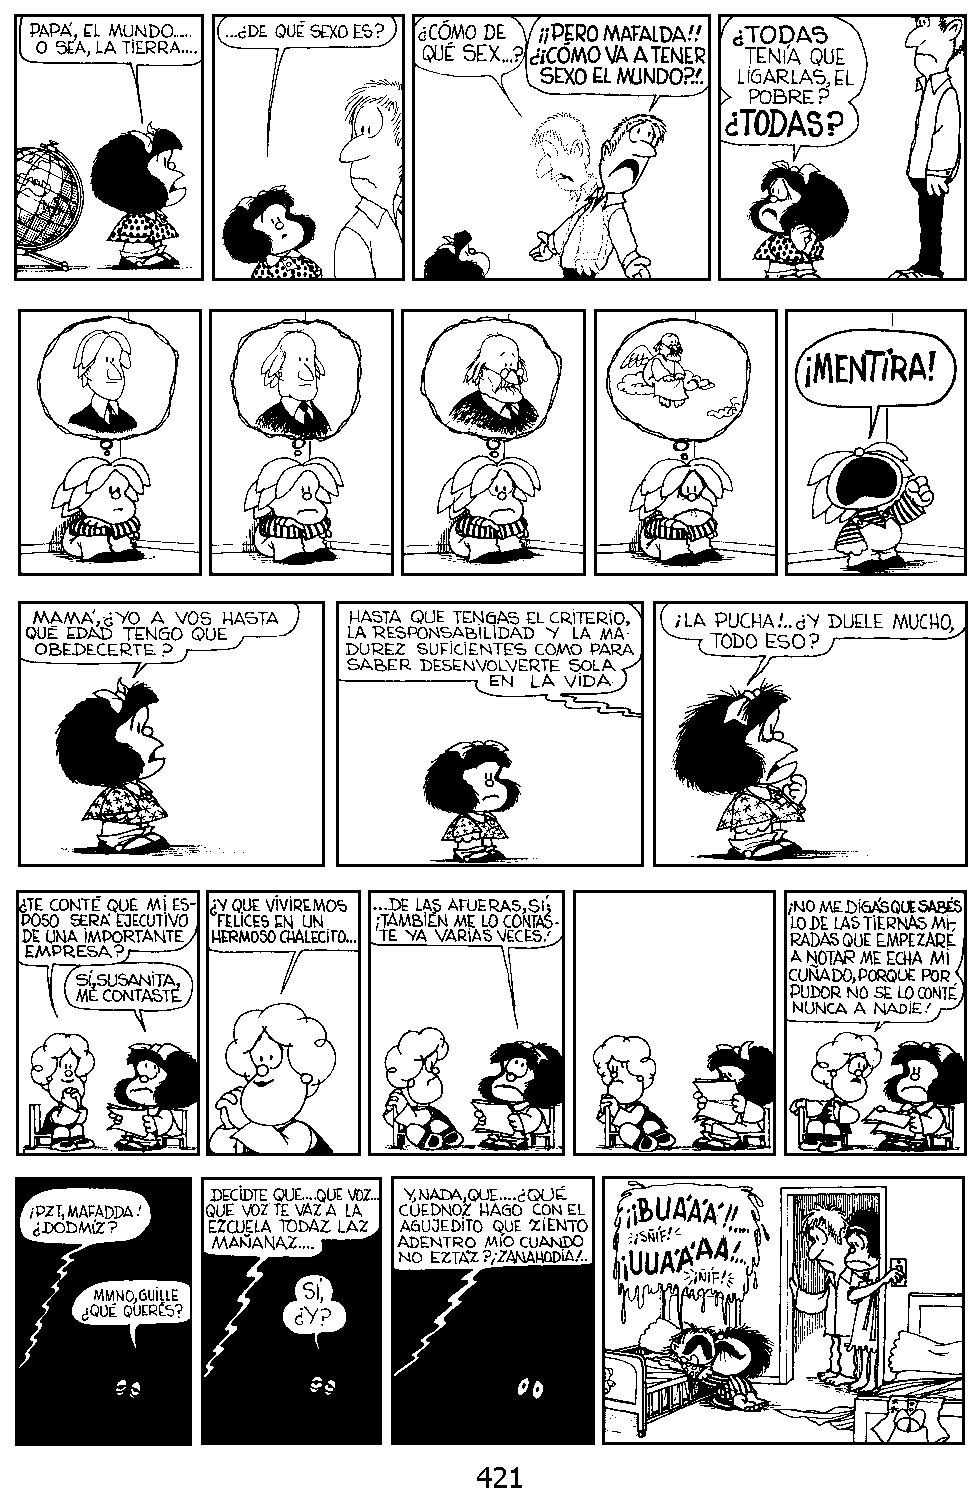 PAPÁ, EL MUNDO.....
O SEA, LA TIERRA....
...¿DE QUÉ SEXO ES?
¿CÓMO DE
QUÉ SEX...?
¡¡PERO MAFALDA!!
¿¡CÓMO VA A TENER
SEXO EL MUNDO?!!.
¿TODAS
TENÍA QUE
LIGARLAS, EL
POBRE?
¿TODAS?
¡MENTIRA!
MAMÁ, ¿YO A VOS HASTA
QUÉ EDAD TENGO QUE
OBEDECERTE?
HASTA QUE TENGAS EL CRITERIO,
LA RESPONSABILIDAD Y LA MA-
DUREZ SUFICIENTES COMO PARA
SABER DESENVOLVERTE SOLA
EN LA VIDA
¡LA PUCHA!..¿Y DUELE MUCHO,
TODO ESO?
¿TE CONTÉ QUE MI ES-
POSO SERÁ EJECUTIVO
DE UNA IMPORTANTE
EMPRESA?
SÍ, SUSANITA,
ME CONTASTE
¿Y QUE VIVIREMOS
FELICES EN UN
HERMOSO CHALECITO...
...DE LAS AFUERAS, SÍ;
¡TAMBIÉN ME LO CONTAS-
TE YA VARIAS VECES!
¡NO ME DIGAS QUE SABÉS
LO DE LAS TIERNAS MI-
RADAS QUE EMPEZARE
A NOTAR ME ECHA MI
CUÑADO, PORQUE POR
PUDOR NO SE LO CONTÉ
NUNCA A NADIE!
¡PZT, MAFADDA!
¿DODMÍZ?
MMNO, GUILLE
¿QUÉ QUERÉS?
DECIDTE QUE....QUE VOZ...
QUE VOZ TE VAZ A LA
EZCUELA TODAZ LAZ
MAÑANAZ....
SÍ,
¿Y?
Y, NADA, QUE....¿QUÉ
CUEDNOZ HAGO CON EL
AGUJEDITO QUE ZIENTO
ADENTRO MÍO CUANDO
NO EZTÁZ? ¡ZANAHODIA!..
¡¡BUÁÁÁ!!
¡SÑIF!
¡UUÁÁÁÁ!..
¡SÑIF!
421